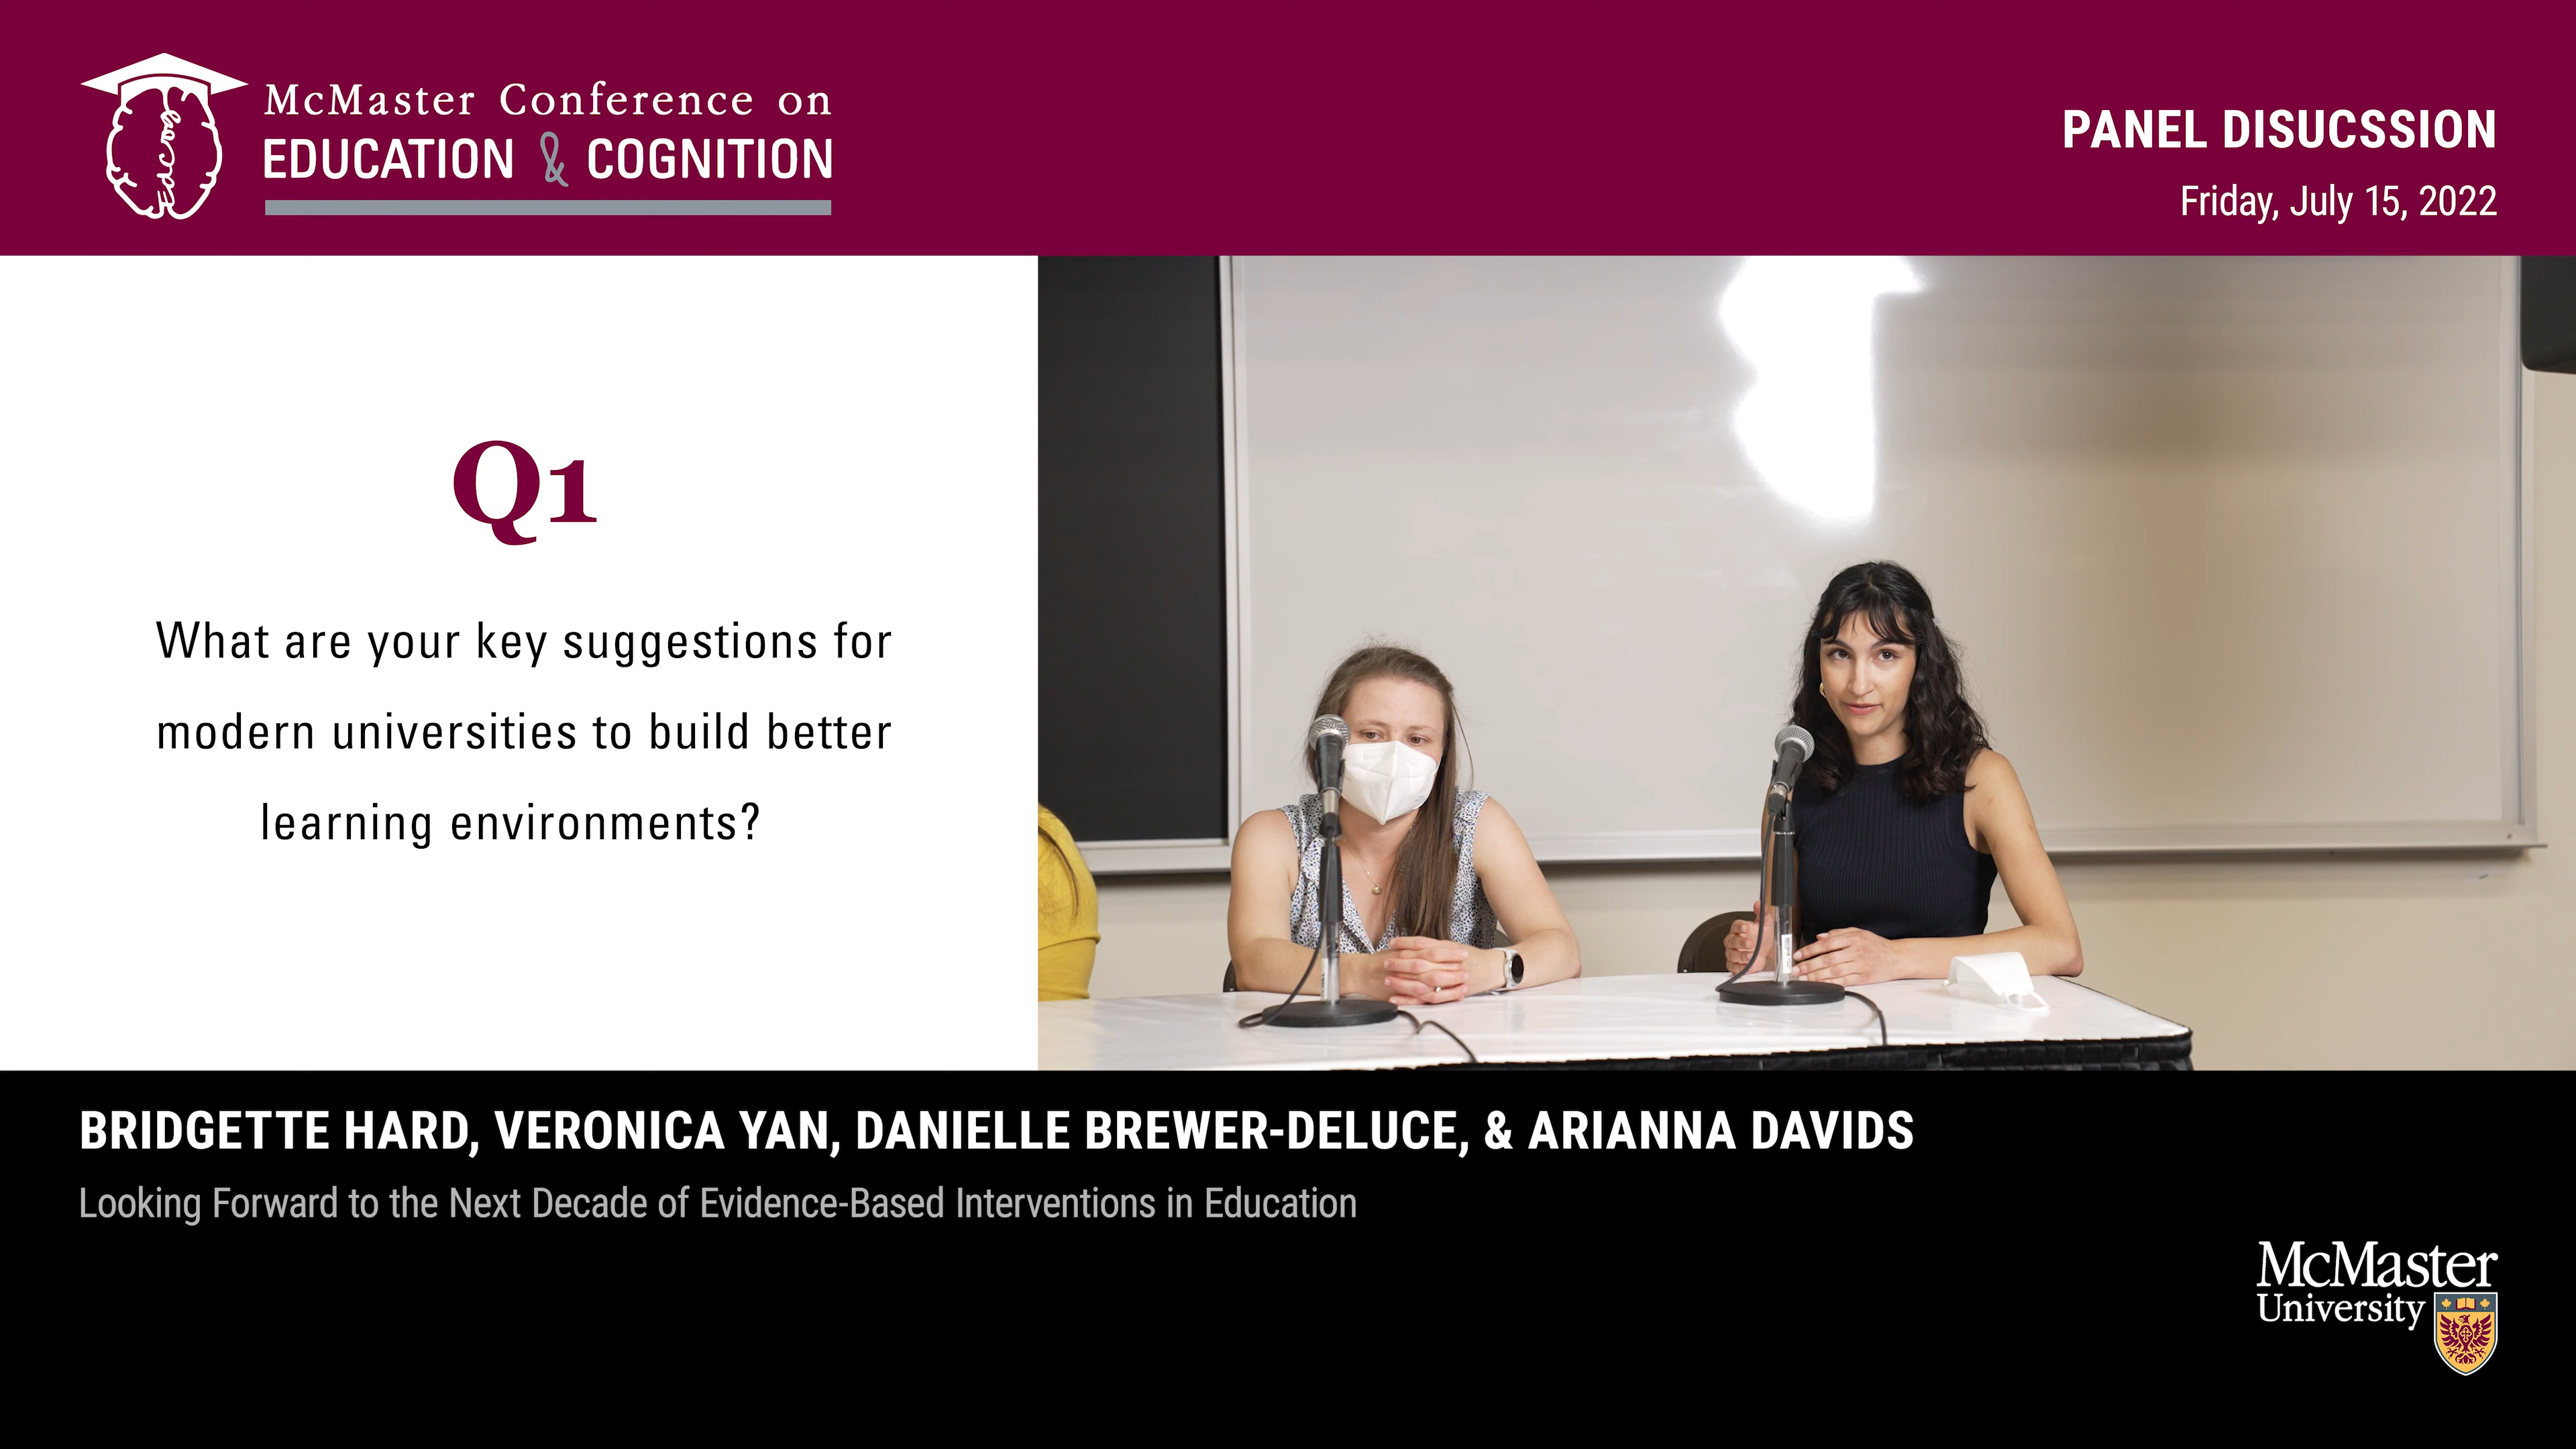 EdaCog
McMaster Conference on
EDUCATION & COGNITION
PANEL DISUCSSION
Friday, July 15, 2022
Q1
What are your key suggestions for
modern universities to build better
learning environments?
BRIDGETTE HARD, VERONICA YAN, DANIELLE BREWER-DELUCE, & ARIANNA DAVIDS
Looking Forward to the Next Decade of Evidence-Based Interventions in Education
McMaster
University